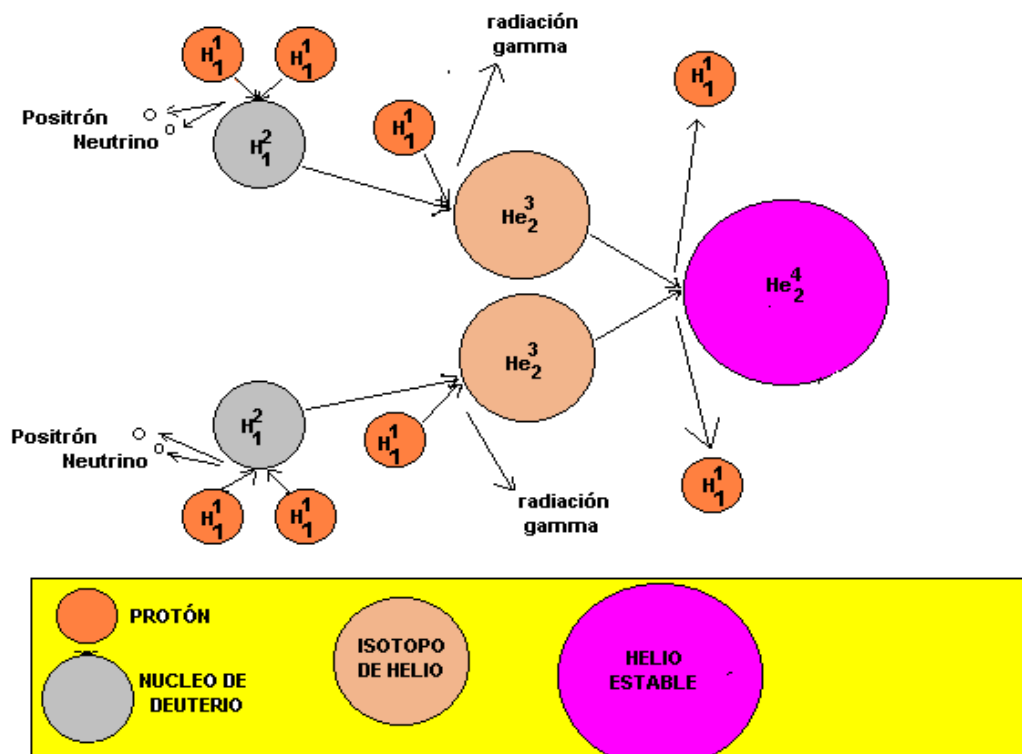 radiación
gamma
H 1 1
H 1 1
H 1 1
Positrón
Neutrino
H 1 1
H 2 1
He 3 2
He 4 2
He 3 2
H 2 1
Positrón
Neutrino
H 1 1
H 1 1
H 1 1
H 1 1
radiación
gamma
PROTÓN
NUCLEO DE
DEUTERIO
ISOTOPO
DE HELIO
HELIO
ESTABLE